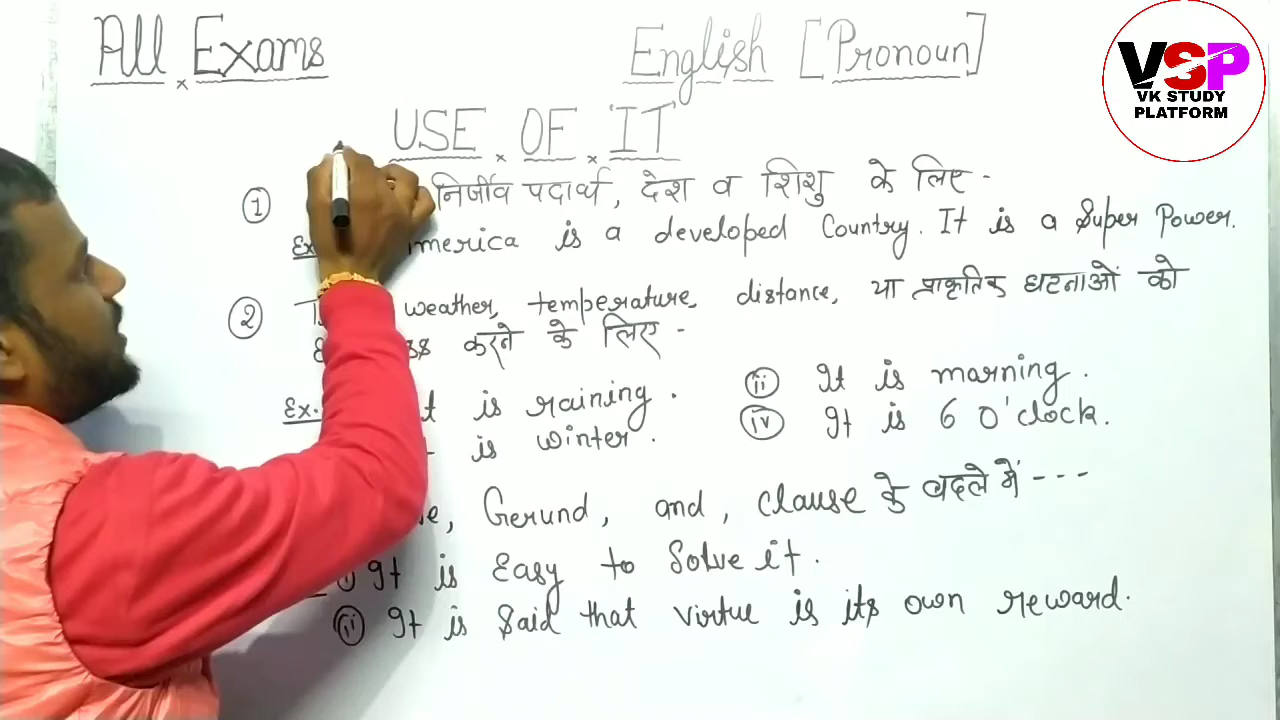 All × Exams English [Pronoun]
VSP
VK STUDY
PLATFORM
USE × OF × 'IT'
① निर्जीव पदार्थ, देश व शिशु के लिए -
merica is a developed Country. It is a Super Power.
② weather, temperature, distance, या प्राकृतिक घटनाओं को
ss करने के लिए -
Ex. t is raining. ii It is marning.
is winter. iv It is 6 O'clock.
e, Gerund, and, clause के बदले में ---
i It is Easy to Solve it.
ii It is Said that virtue is its own reward.